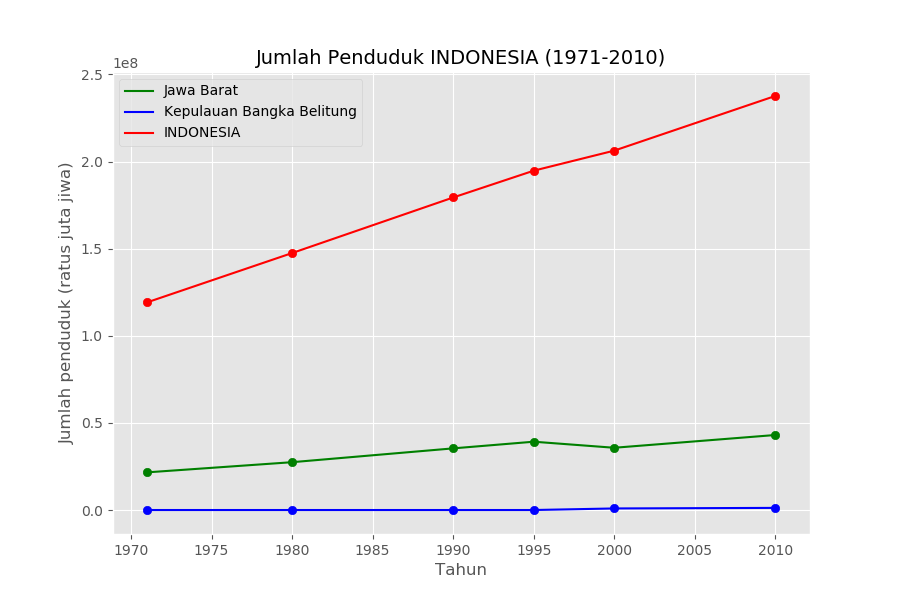 Jumlah Penduduk INDONESIA (1971-2010)
1e8
2.5
2.0
1.5
1.0
0.5
0.0
Jumlah penduduk (ratus juta jiwa)
Jawa Barat
Kepulauan Bangka Belitung
INDONESIA
1970 1975 1980 1985 1990 1995 2000 2005 2010
Tahun